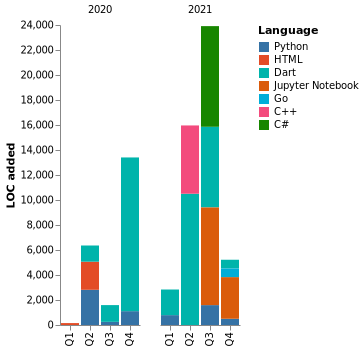 2020
2021
LOC added
24,000
22,000
20,000
18,000
16,000
14,000
12,000
10,000
8,000
6,000
4,000
2,000
0
Q1
Q2
Q3
Q4
Q1
Q2
Q3
Q4
Language
Python
HTML
Dart
Jupyter Notebook
Go
C++
C#